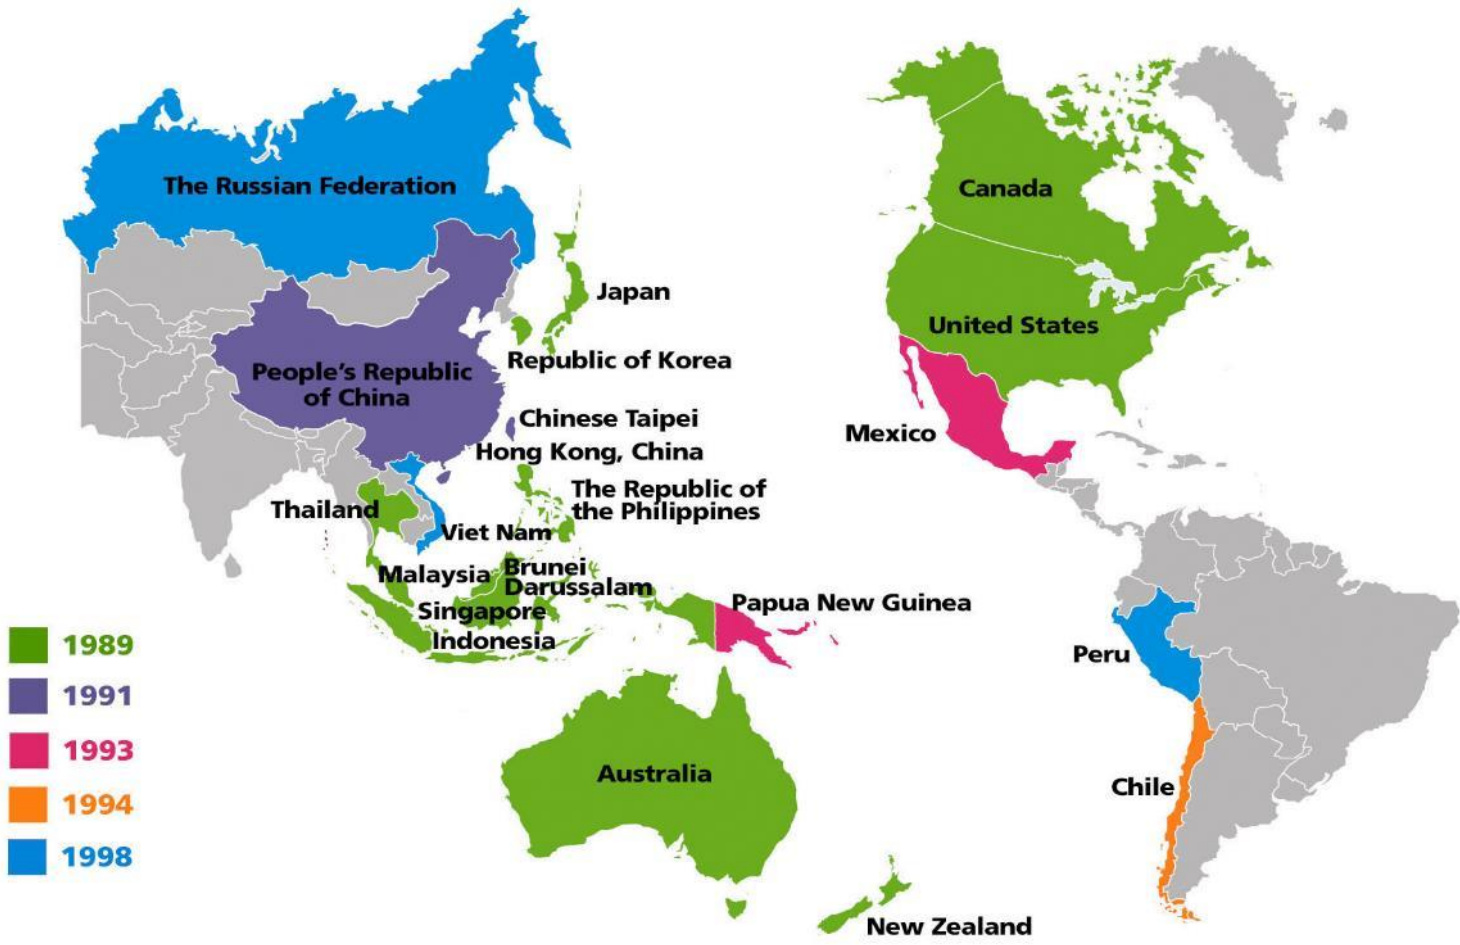 The Russian Federation
Canada
Japan
United States
Republic of Korea
People's Republic
of China
Chinese Taipei
Mexico
Hong Kong, China
The Republic of
the Philippines
Thailand
Viet Nam
Malaysia
Brunei
Darussalam
Singapore
Papua New Guinea
Indonesia
Peru
Australia
Chile
New Zealand
1989
1991
1993
1994
1998